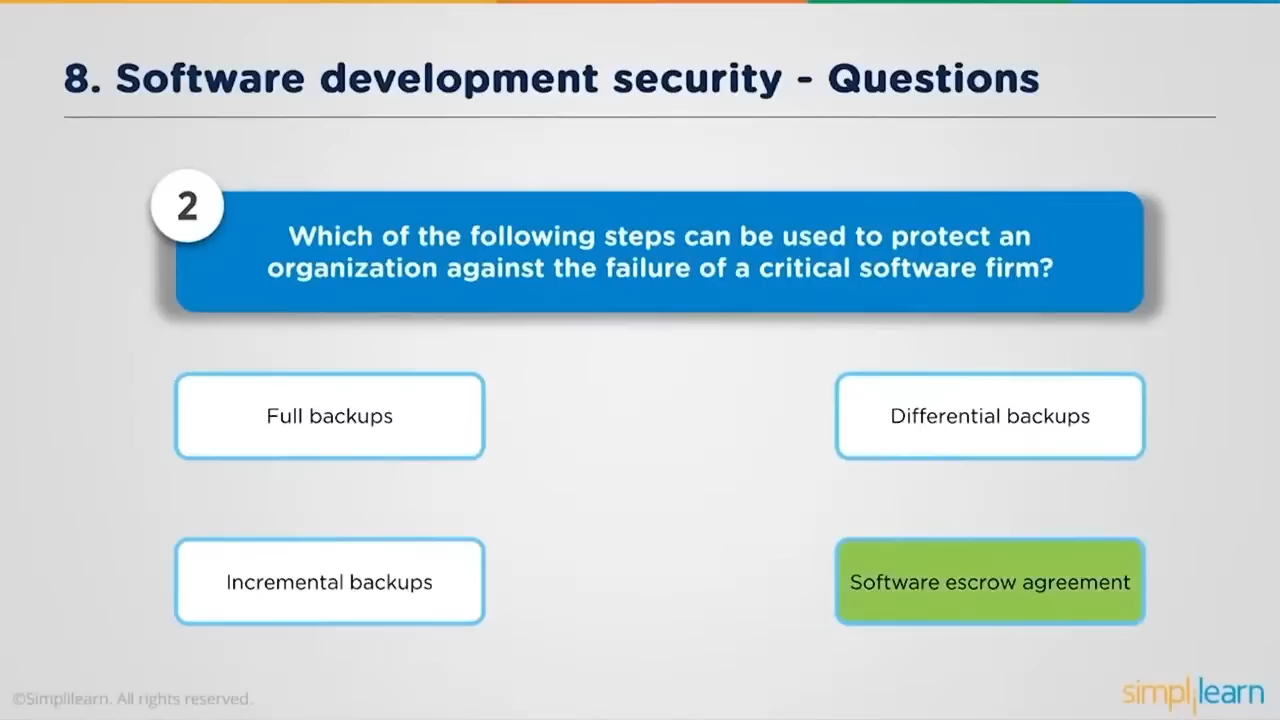 8. Software development security - Questions
2
Which of the following steps can be used to protect an
organization against the failure of a critical software firm?
Full backups
Differential backups
Incremental backups
Software escrow agreement
©Simplilearn. All rights reserved.
simplilearn